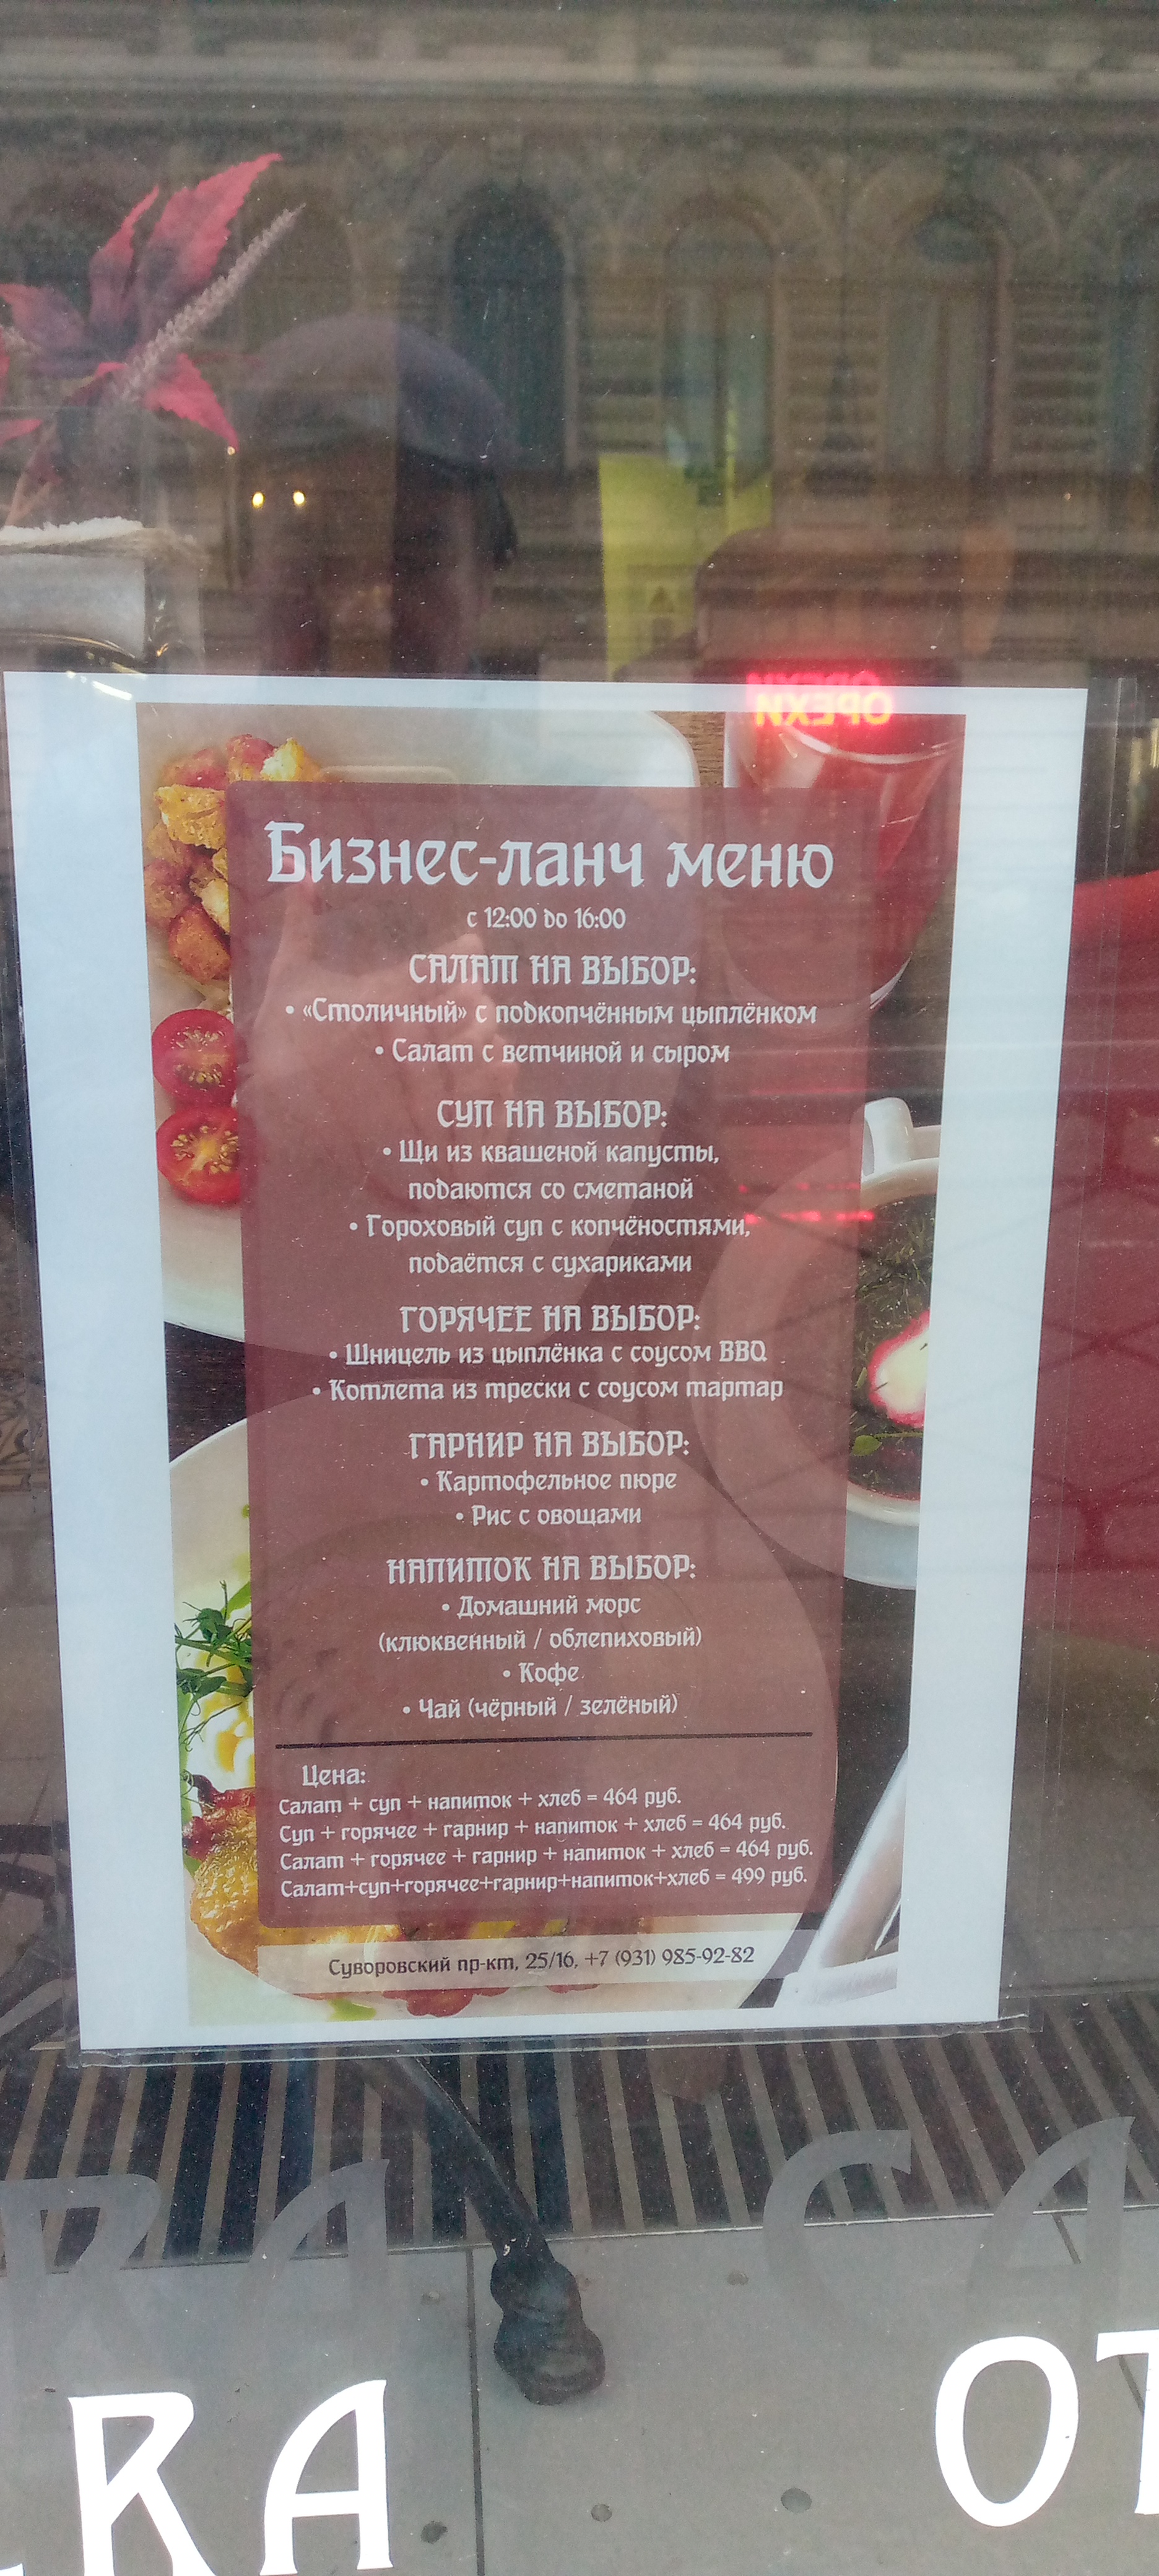 ОРЕХИ
Бизнес-ланч меню
с 12:00 до 16:00
САЛАТ НА ВЫБОР:
• «Столичный» с подкопчённым цыплёнком
• Салат с ветчиной и сыром
СУП НА ВЫБОР:
• Щи из квашеной капусты,
подаются со сметаной
• Гороховый суп с копчёностями,
подаётся с сухариками
ГОРЯЧЕЕ НА ВЫБОР:
• Шницель из цыплёнка с соусом BBQ
• Котлета из трески с соусом тартар
ГАРНИР НА ВЫБОР:
• Картофельное пюре
• Рис с овощами
НАПИТОК НА ВЫБОР:
• Домашний морс
(клюквенный / облепиховый)
• Кофе
• Чай (чёрный / зелёный)
Цена:
Салат + суп + напиток + хлеб = 464 руб.
Суп + горячее + гарнир + напиток + хлеб = 464 руб.
Салат + горячее + гарнир + напиток + хлеб = 464 руб.
Салат+суп+горячее+гарнир+напиток+хлеб = 499 руб.
Суворовский пр-кт, 25/16, +7 (931) 985-92-82